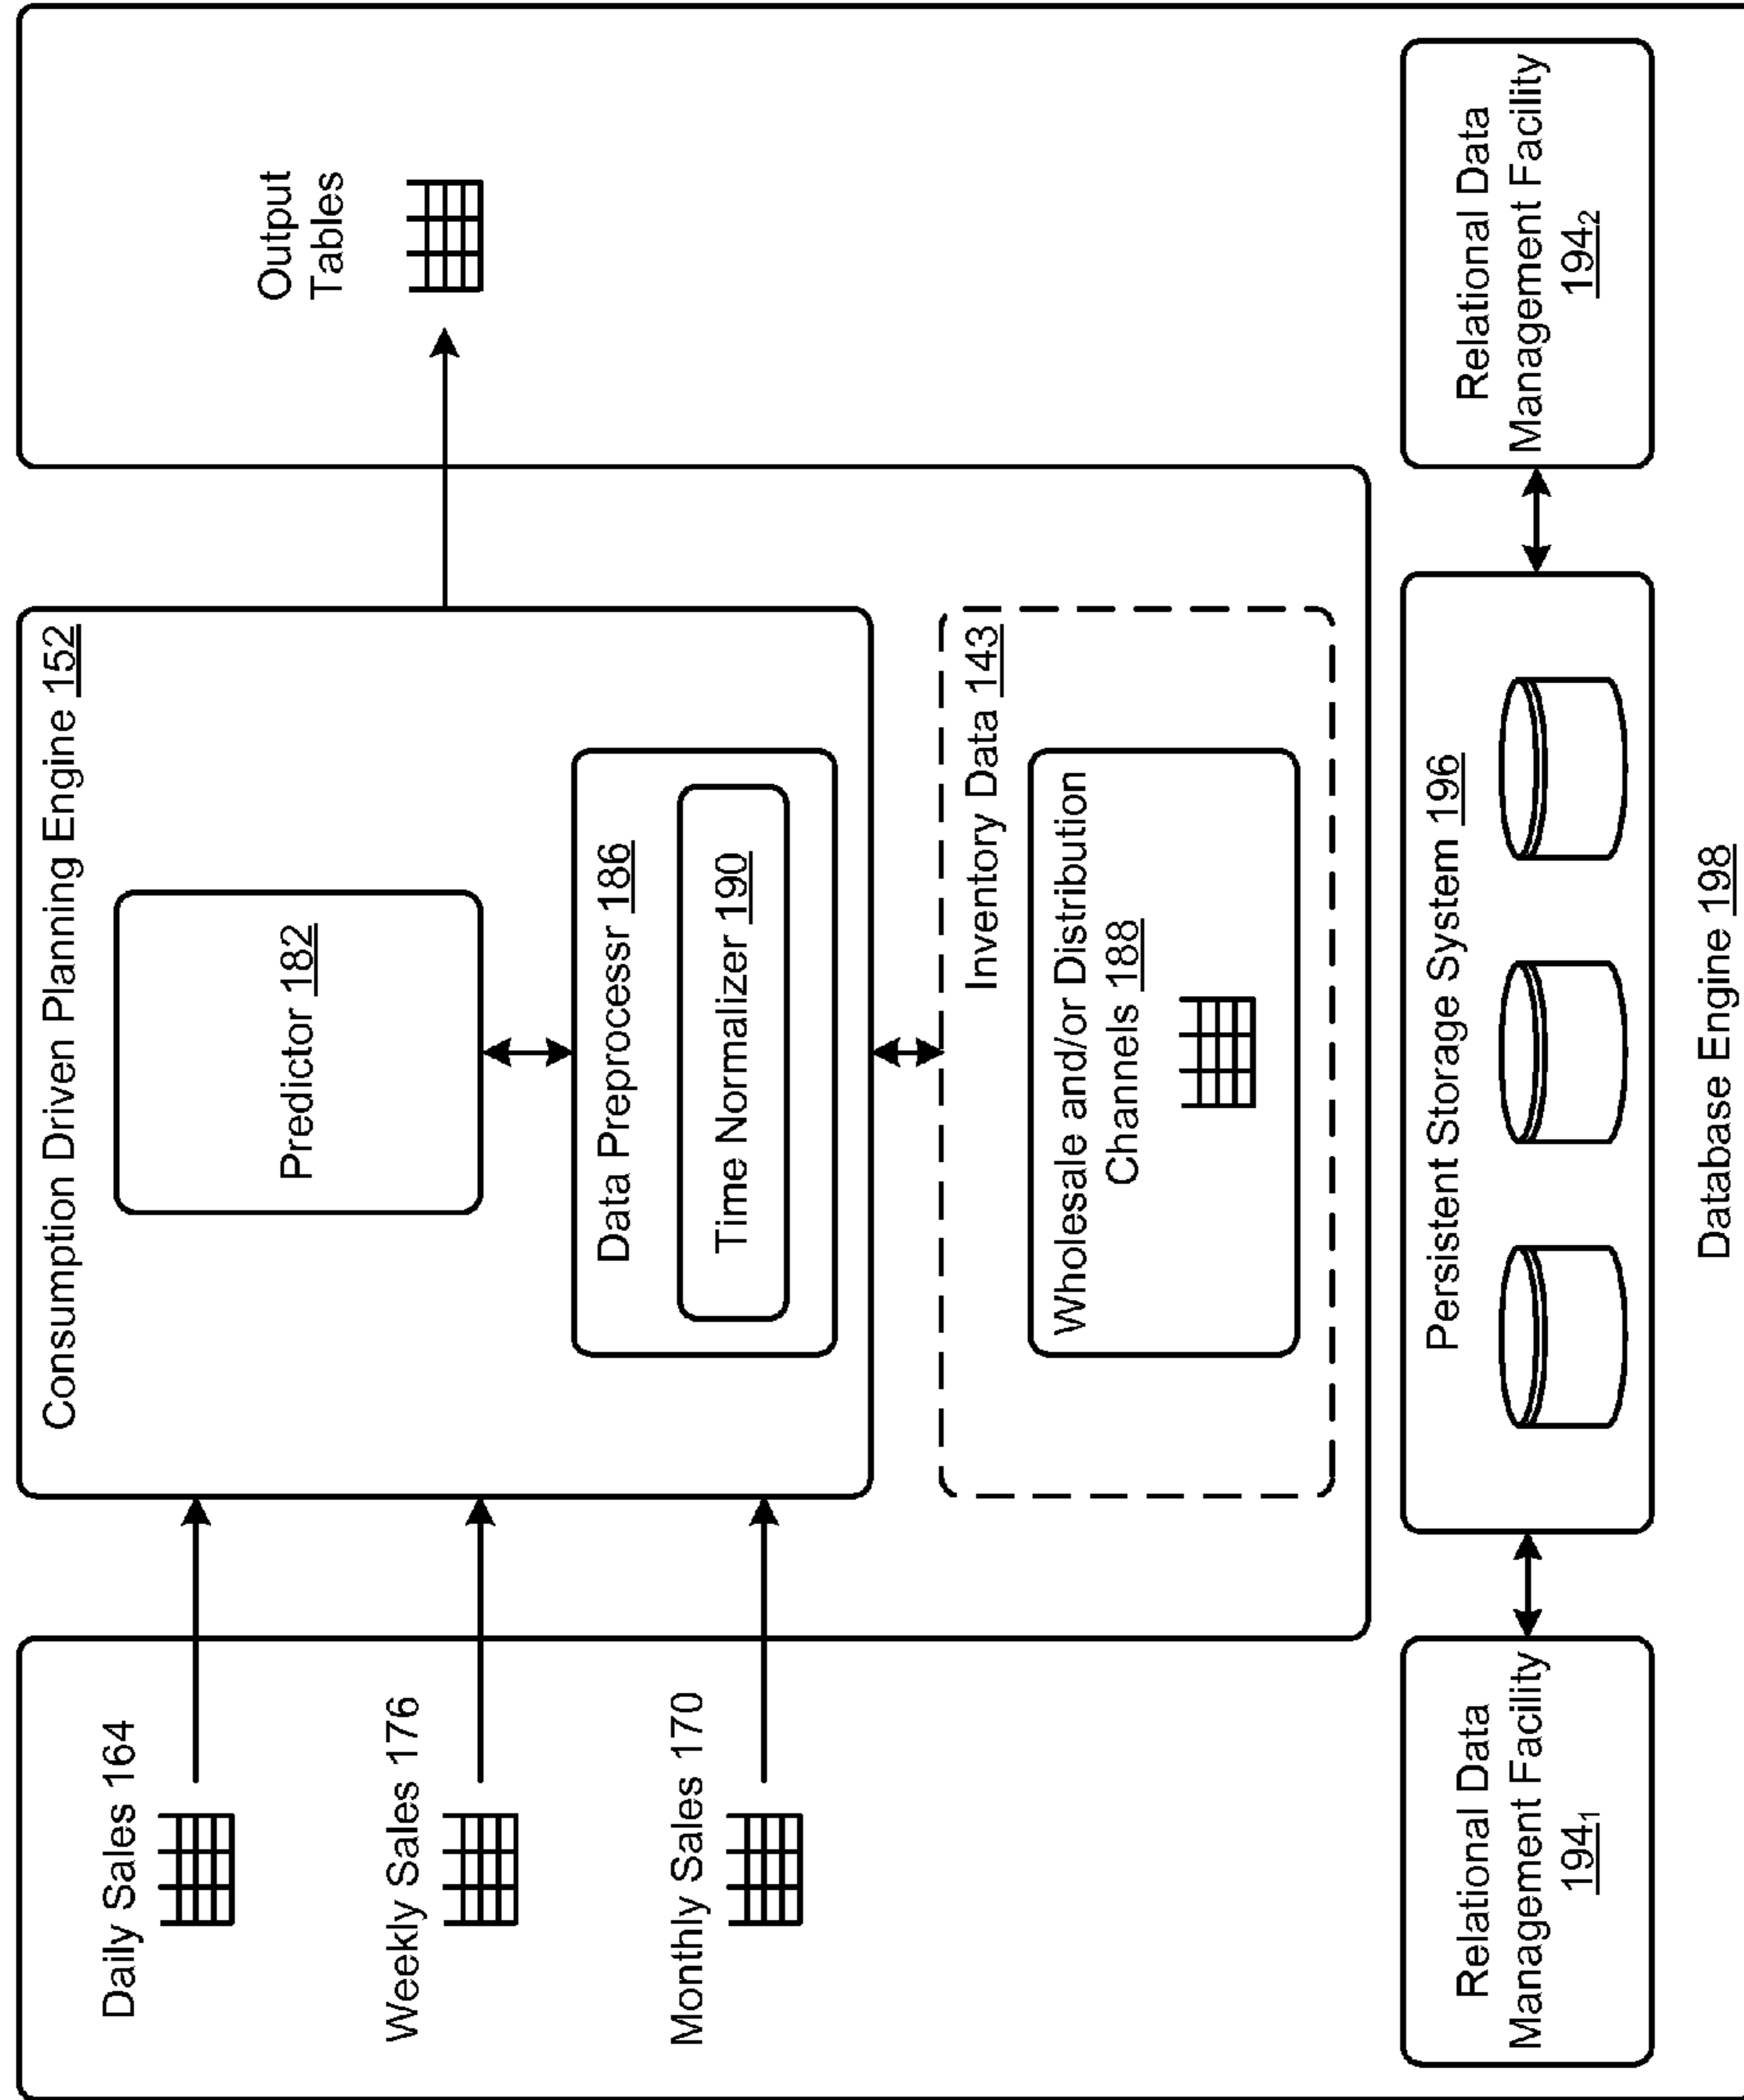 Daily Sales 164
Weekly Sales 176
Monthly Sales 170
Consumption Driven Planning Engine 152
Predictor 182
Data Preprocessr 186
Time Normalizer 190
Inventory Data 143
Wholesale and/or Distribution
Channels 188
Output
Tables
Relational Data
Management Facility
194₁
Persistent Storage System 196
Relational Data
Management Facility
194₂
Database Engine 198